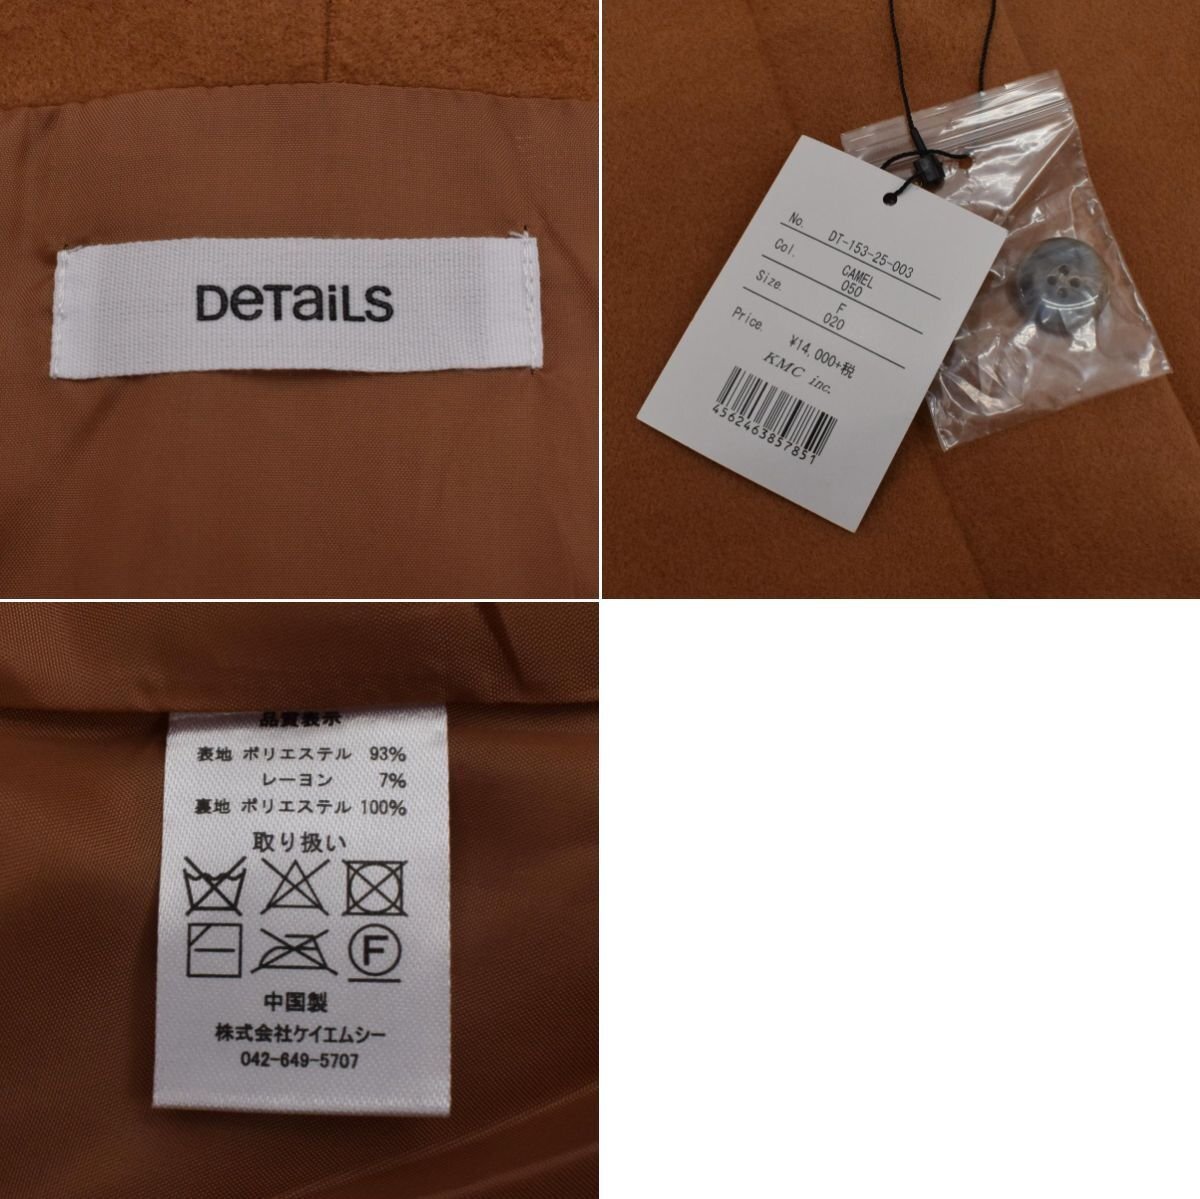 DETAiLS
No. DT-153-25-003
Col. CAMEL
050
Size. F
020
Price. ¥14,000+税
KMC inc.
4562463857851
品質表示
表地 ポリエステル 93%
レーヨン 7%
裏地 ポリエステル 100%
取り扱い
F
中国製
株式会社ケイエムシー
042-649-5707